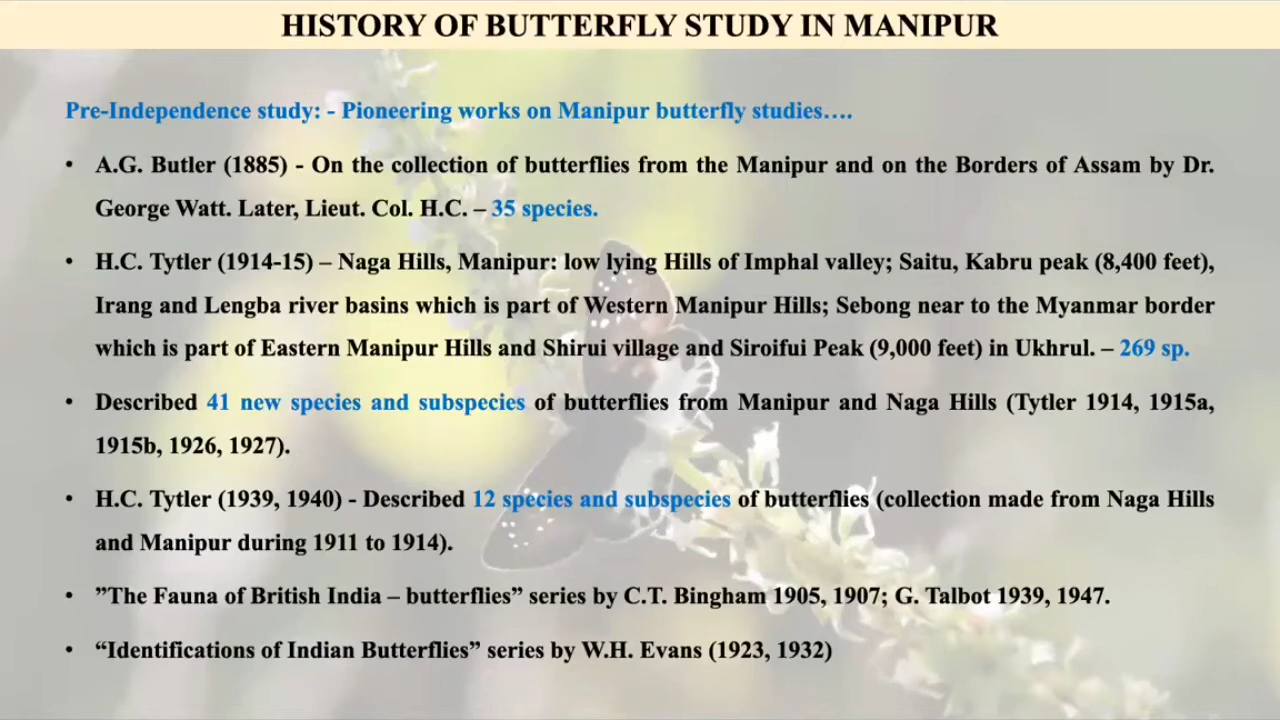 HISTORY OF BUTTERFLY STUDY IN MANIPUR
Pre-Independence study: - Pioneering works on Manipur butterfly studies….
• A.G. Butler (1885) - On the collection of butterflies from the Manipur and on the Borders of Assam by Dr.
George Watt. Later, Lieut. Col. H.C. – 35 species.
• H.C. Tytler (1914-15) – Naga Hills, Manipur: low lying Hills of Imphal valley; Saitu, Kabru peak (8,400 feet),
Irang and Lengba river basins which is part of Western Manipur Hills; Sebong near to the Myanmar border
which is part of Eastern Manipur Hills and Shirui village and Siroifui Peak (9,000 feet) in Ukhrul. – 269 sp.
• Described 41 new species and subspecies of butterflies from Manipur and Naga Hills (Tytler 1914, 1915a,
1915b, 1926, 1927).
• H.C. Tytler (1939, 1940) - Described 12 species and subspecies of butterflies (collection made from Naga Hills
and Manipur during 1911 to 1914).
• ”The Fauna of British India – butterflies” series by C.T. Bingham 1905, 1907; G. Talbot 1939, 1947.
• “Identifications of Indian Butterflies” series by W.H. Evans (1923, 1932)